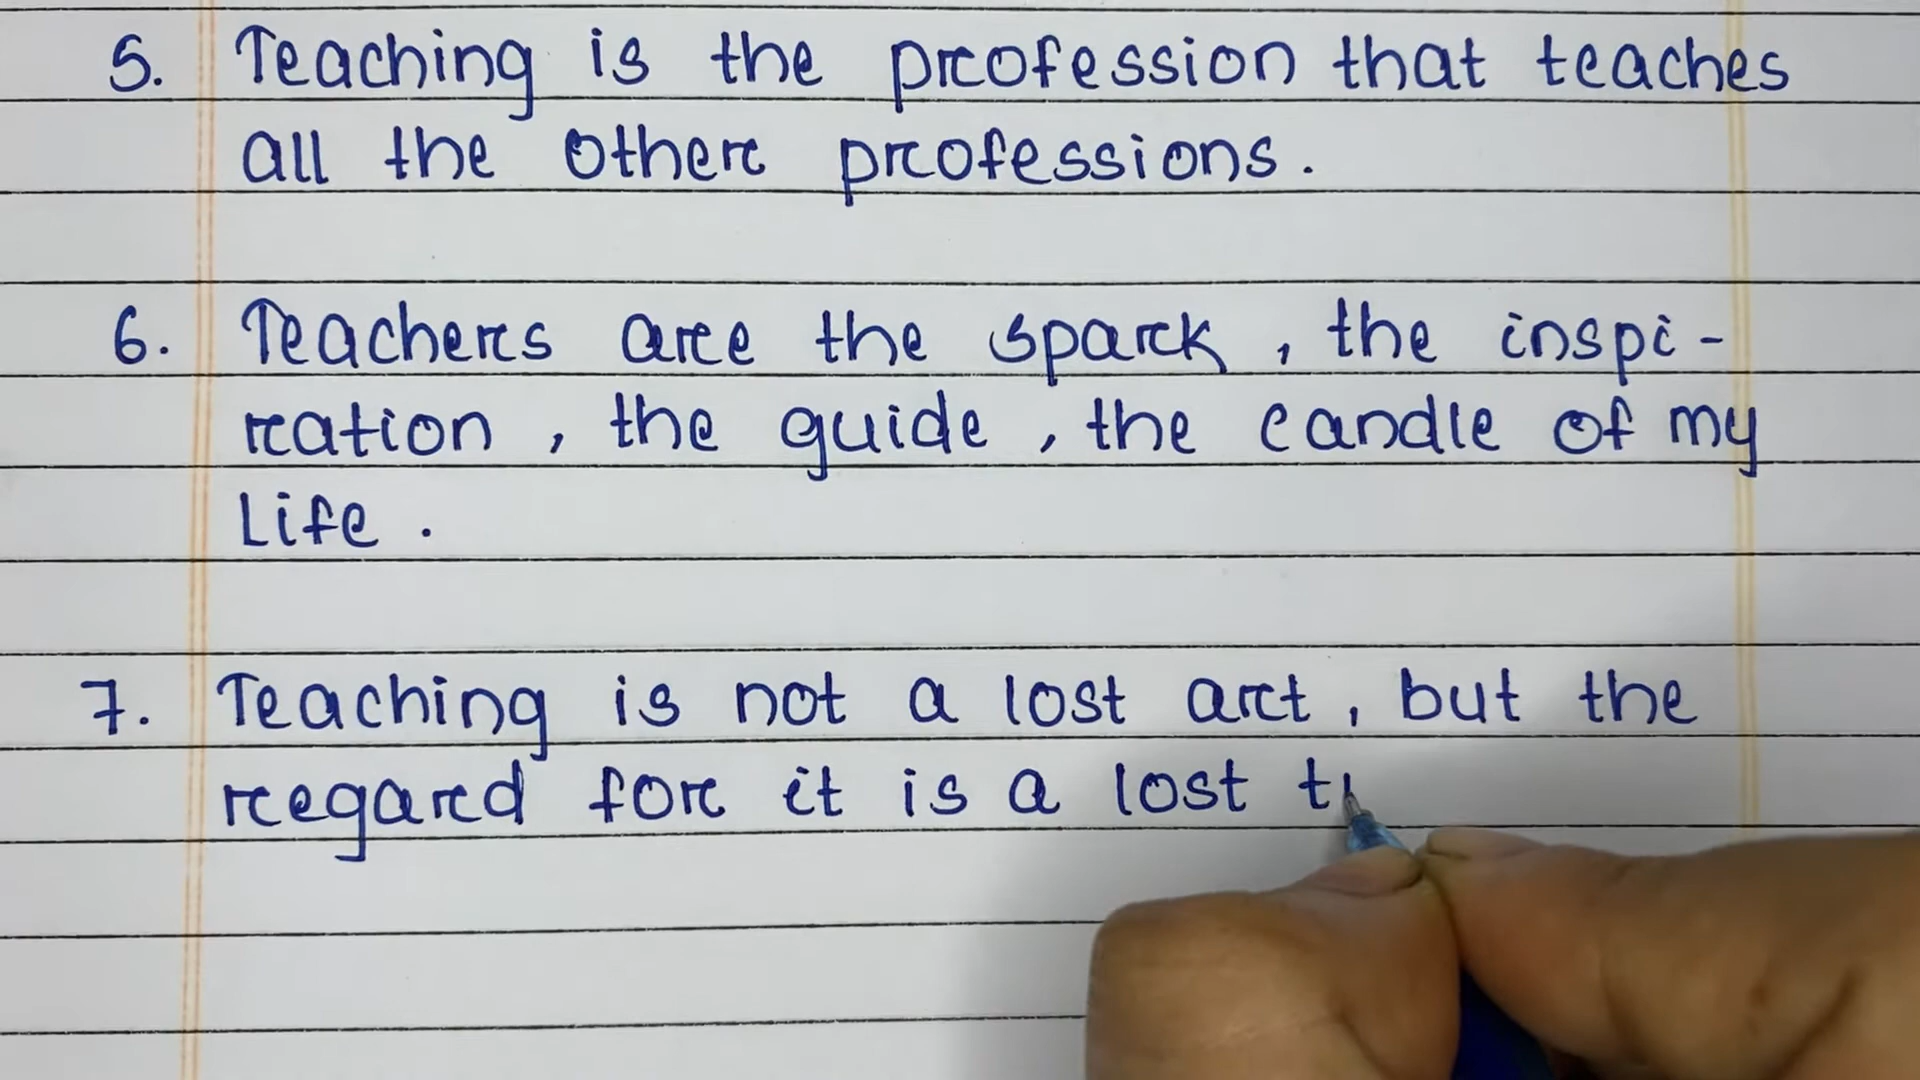 5. Teaching is the profession that teaches
all the other professions.
6. Teachers are the spark, the inspi-
ration, the guide, the candle of my
Life.
7. Teaching is not a lost art, but the
regard for it is a lost